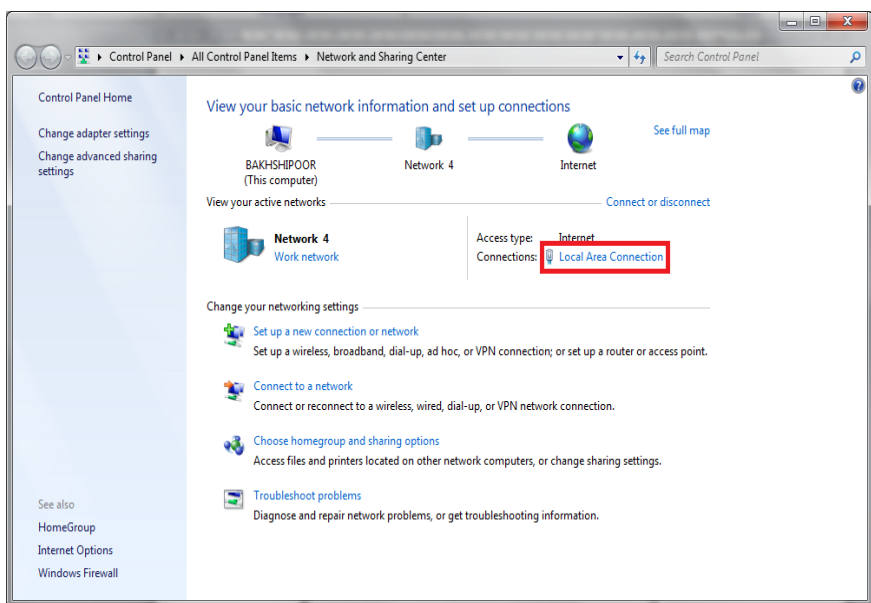 Control Panel ▸ All Control Panel Items ▸ Network and Sharing Center
Search Control Panel
Control Panel Home
Change adapter settings
Change advanced sharing
settings
View your basic network information and set up connections
See full map
BAKHSHIPOOR
(This computer)
Network 4
Internet
View your active networks
Connect or disconnect
Network 4
Work network
Access type: Internet
Connections: Local Area Connection
Change your networking settings
Set up a new connection or network
Set up a wireless, broadband, dial-up, ad hoc, or VPN connection; or set up a router or access point.
Connect to a network
Connect or reconnect to a wireless, wired, dial-up, or VPN network connection.
Choose homegroup and sharing options
Access files and printers located on other network computers, or change sharing settings.
Troubleshoot problems
Diagnose and repair network problems, or get troubleshooting information.
See also
HomeGroup
Internet Options
Windows Firewall